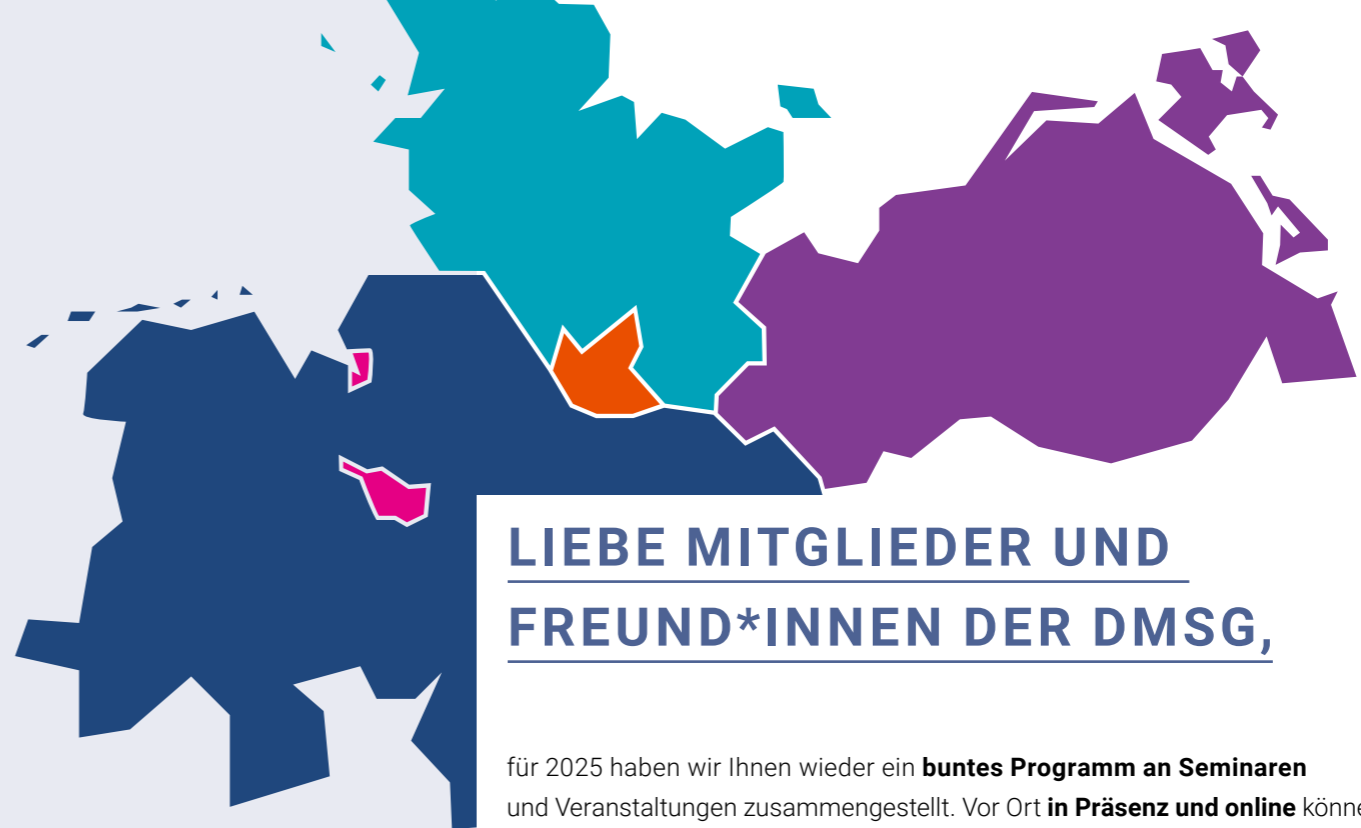 LIEBE MITGLIEDER UND
FREUND*INNEN DER DMSG,
für 2025 haben wir Ihnen wieder ein buntes Programm an Seminaren
und Veranstaltungen zusammengestellt. Vor Ort in Präsenz und online